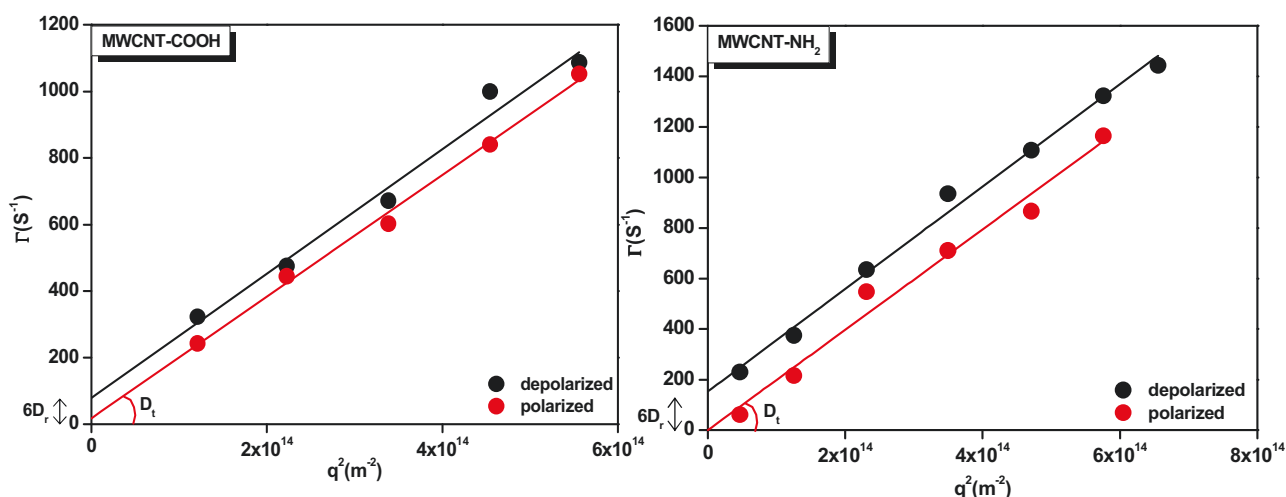 MWCNT-COOH
1200
1000
800
600
400
200
0
Γ(S⁻¹)
6Dᵣ
Dₜ
depolarized
polarized
0
2x10¹⁴
4x10¹⁴
6x10¹⁴
q²(m⁻²)
MWCNT-NH₂
1600
1400
1200
1000
800
600
400
200
0
Γ(S⁻¹)
6Dᵣ
Dₜ
depolarized
polarized
0
2x10¹⁴
4x10¹⁴
6x10¹⁴
8x10¹⁴
q²(m⁻²)